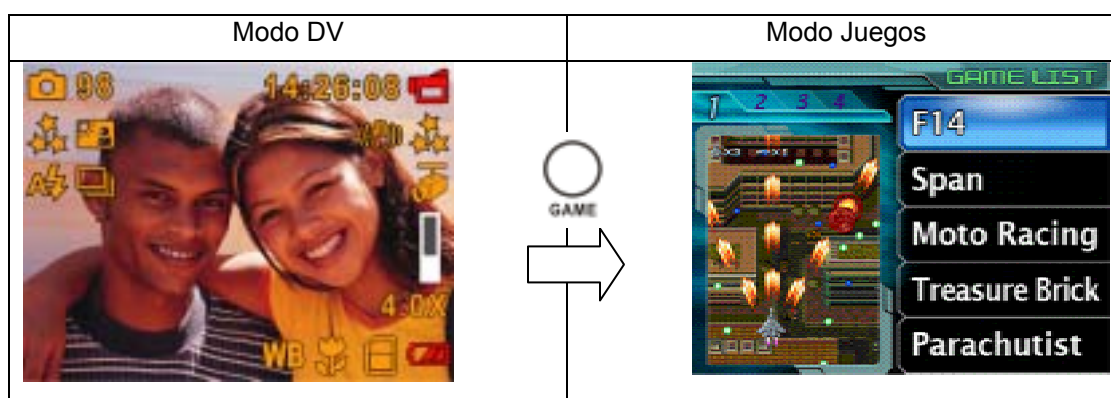 Modo DV
Modo Juegos
98
14:26:08
A
4.0X
WB
GAME
GAME LIST
1 2 3 4
F14
Span
Moto Racing
Treasure Brick
Parachutist